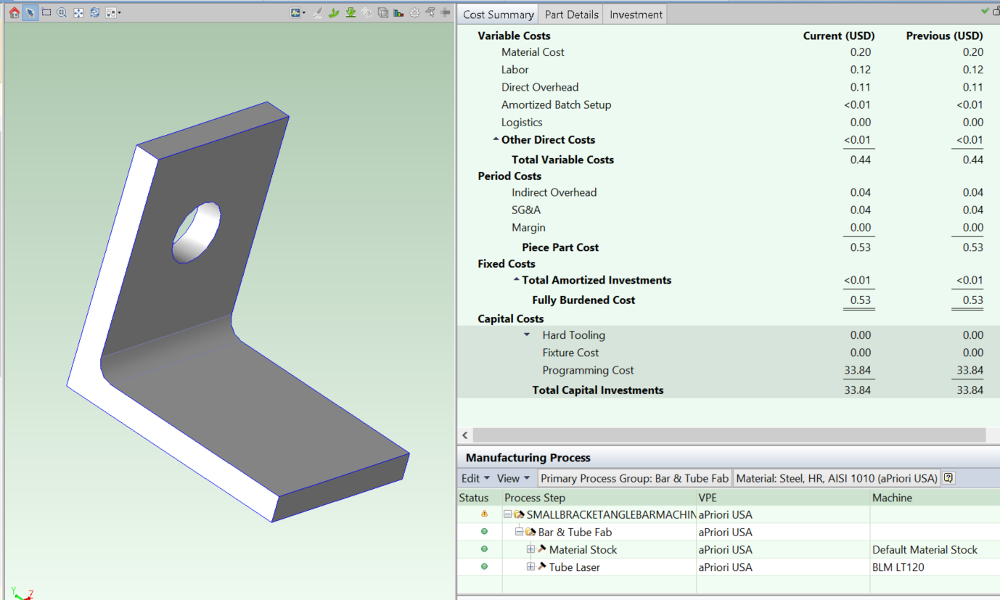 Cost Summary Part Details Investment
Variable Costs Current (USD) Previous (USD)
Material Cost 0.20 0.20
Labor 0.12 0.12
Direct Overhead 0.11 0.11
Amortized Batch Setup <0.01 <0.01
Logistics 0.00 0.00
Other Direct Costs <0.01 <0.01
Total Variable Costs 0.44 0.44
Period Costs
Indirect Overhead 0.04 0.04
SG&A 0.04 0.04
Margin 0.00 0.00
Piece Part Cost 0.53 0.53
Fixed Costs
Total Amortized Investments <0.01 <0.01
Fully Burdened Cost 0.53 0.53
Capital Costs
Hard Tooling 0.00 0.00
Fixture Cost 0.00 0.00
Programming Cost 33.84 33.84
Total Capital Investments 33.84 33.84
Manufacturing Process
Edit View Primary Process Group: Bar & Tube Fab Material: Steel, HR, AISI 1010 (aPriori USA)
Status Process Step VPE Machine
SMALLBRACKETANGLEBARMACHIN aPriori USA
Bar & Tube Fab aPriori USA
Material Stock aPriori USA Default Material Stock
Tube Laser aPriori USA BLM LT120
Y Z